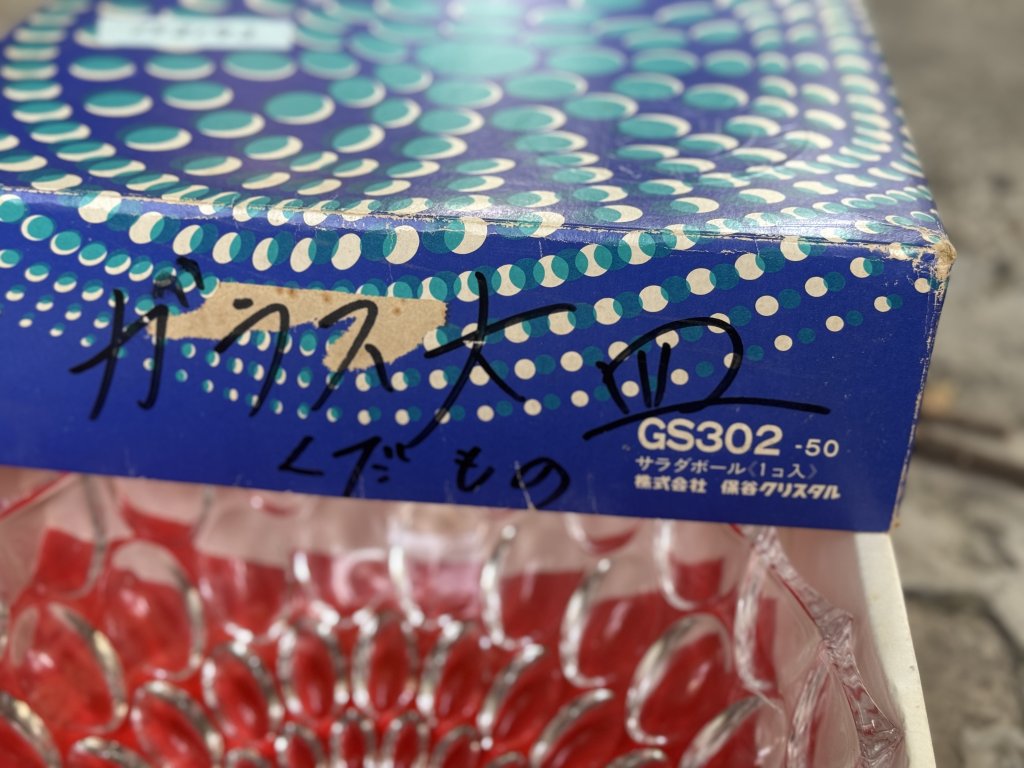 ガラス大皿
くだもの
GS302 -50
サラダボール《1コ入》
株式会社 保谷クリスタル